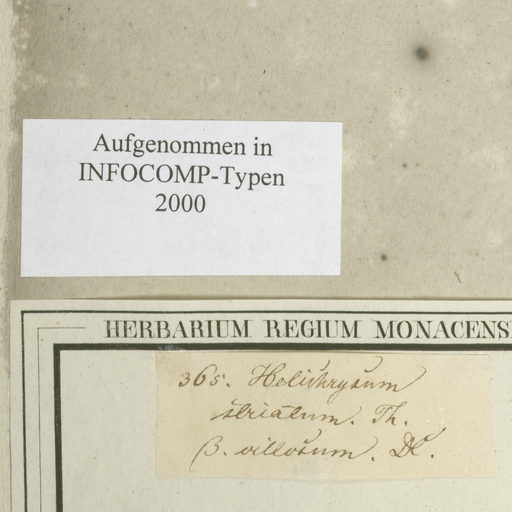 Aufgenommen in
INFOCOMP-Typen
2000
HERBARIUM REGIUM MONACENS
365. Helichrysum
striatum. Th.
β. villosum. DC.